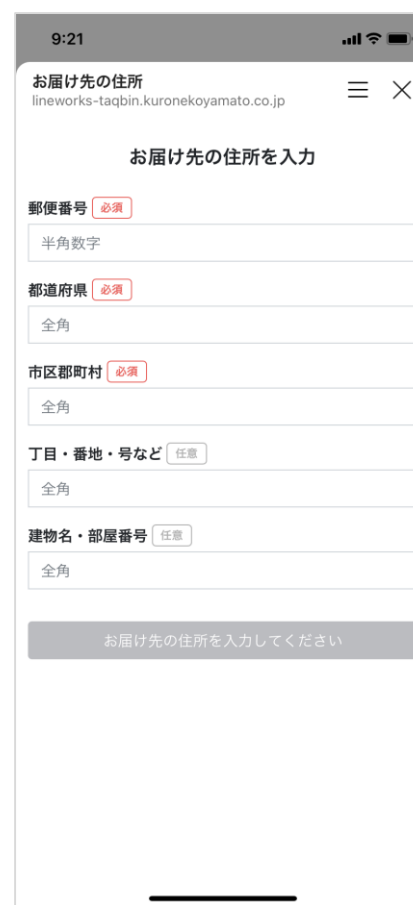 9:21
お届け先の住所
lineworks-taqbin.kuronekoyamato.co.jp
お届け先の住所を入力
郵便番号 必須
半角数字
都道府県 必須
全角
市区郡町村 必須
全角
丁目・番地・号など 任意
全角
建物名・部屋番号 任意
全角
お届け先の住所を入力してください